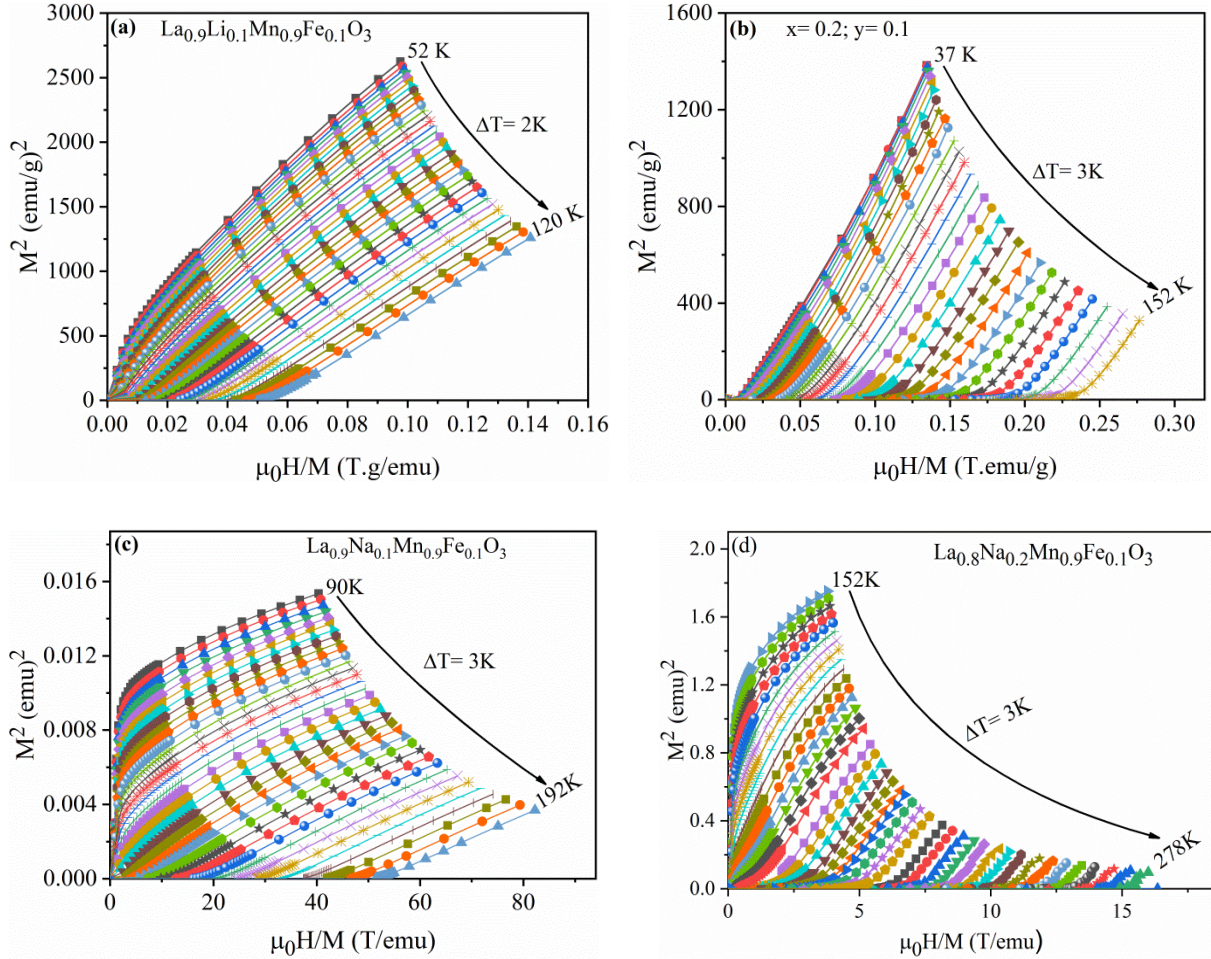 (a) La₀.₉Li₀.₁Mn₀.₉Fe₀.₁O₃
52 K
ΔT= 2K
120 K
3000
2500
2000
1500
1000
500
0
M² (emu/g)²
0.00 0.02 0.04 0.06 0.08 0.10 0.12 0.14 0.16
μ₀H/M (T.g/emu)
(b) x= 0.2; y= 0.1
37 K
ΔT= 3K
152 K
1600
1200
800
400
0
M² (emu/g)²
0.00 0.05 0.10 0.15 0.20 0.25 0.30
μ₀H/M (T.emu/g)
(c) La₀.₉Na₀.₁Mn₀.₉Fe₀.₁O₃
90K
ΔT= 3K
192K
0.016
0.012
0.008
0.004
0.000
M² (emu)²
0 20 40 60 80
μ₀H/M (T/emu)
(d) La₀.₈Na₀.₂Mn₀.₉Fe₀.₁O₃
152K
ΔT= 3K
278K
2.0
1.6
1.2
0.8
0.4
0.0
M² (emu)²
0 5 10 15
μ₀H/M (T/emu)